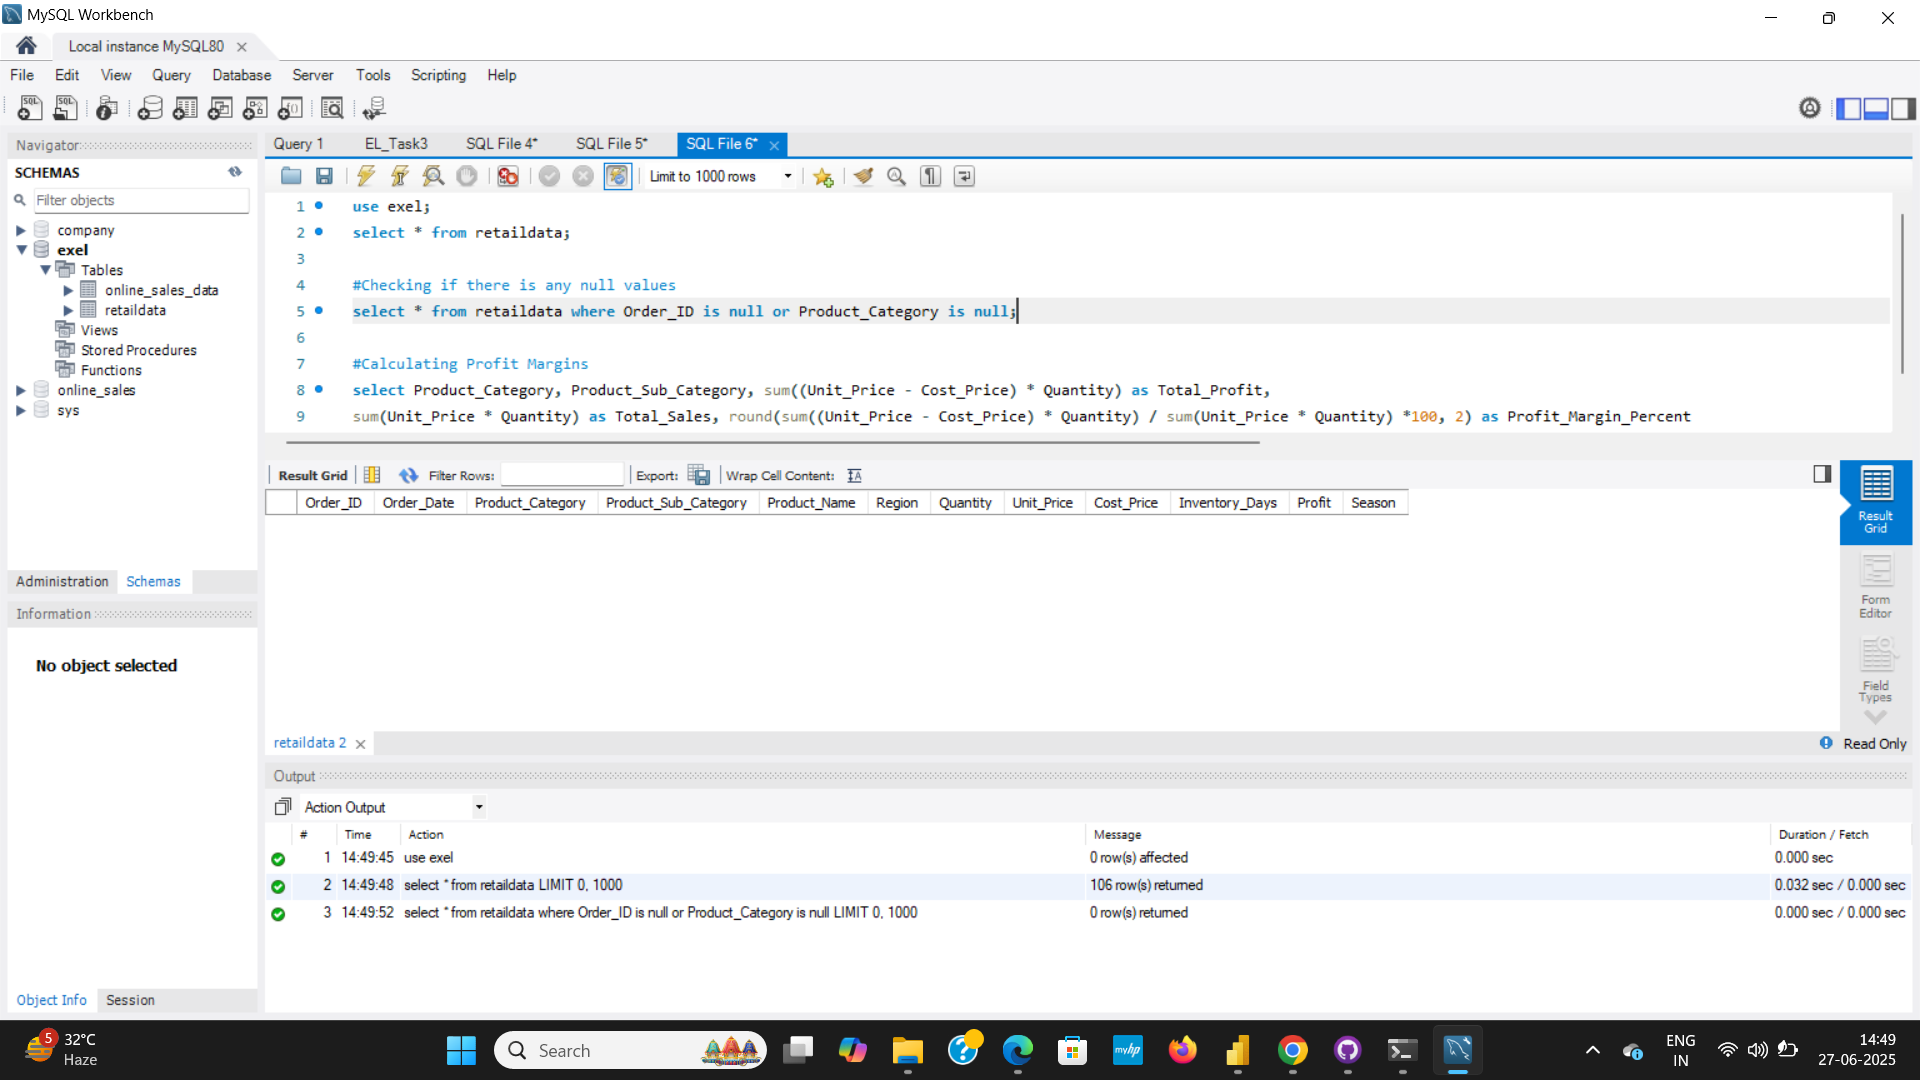 MySQL Workbench
Local instance MySQL80
File Edit View Query Database Server Tools Scripting Help
Navigator
SCHEMAS
Filter objects
company
exel
Tables
online_sales_data
retaildata
Views
Stored Procedures
Functions
online_sales
sys
Administration Schemas
Information
No object selected
Object Info Session
Query 1 EL_Task3 SQL File 4* SQL File 5* SQL File 6*
Limit to 1000 rows
1 use exel;
2 select * from retaildata;
3
4 #Checking if there is any null values
5 select * from retaildata where Order_ID is null or Product_Category is null;
6
7 #Calculating Profit Margins
8 select Product_Category, Product_Sub_Category, sum((Unit_Price - Cost_Price) * Quantity) as Total_Profit,
9 sum(Unit_Price * Quantity) as Total_Sales, round(sum((Unit_Price - Cost_Price) * Quantity) / sum(Unit_Price * Quantity) *100, 2) as Profit_Margin_Percent
Result Grid Filter Rows: Export: Wrap Cell Content:
Order_ID Order_Date Product_Category Product_Sub_Category Product_Name Region Quantity Unit_Price Cost_Price Inventory_Days Profit Season
Result
Grid
Form
Editor
Field
Types
retaildata 2
Read Only
Output
Action Output
# Time Action Message Duration / Fetch
1 14:49:45 use exel 0 row(s) affected 0.000 sec
2 14:49:48 select * from retaildata LIMIT 0, 1000 106 row(s) returned 0.032 sec / 0.000 sec
3 14:49:52 select * from retaildata where Order_ID is null or Product_Category is null LIMIT 0, 1000 0 row(s) returned 0.000 sec / 0.000 sec
5
32°C
Haze
Search
myhp
ENG
IN
14:49
27-06-2025